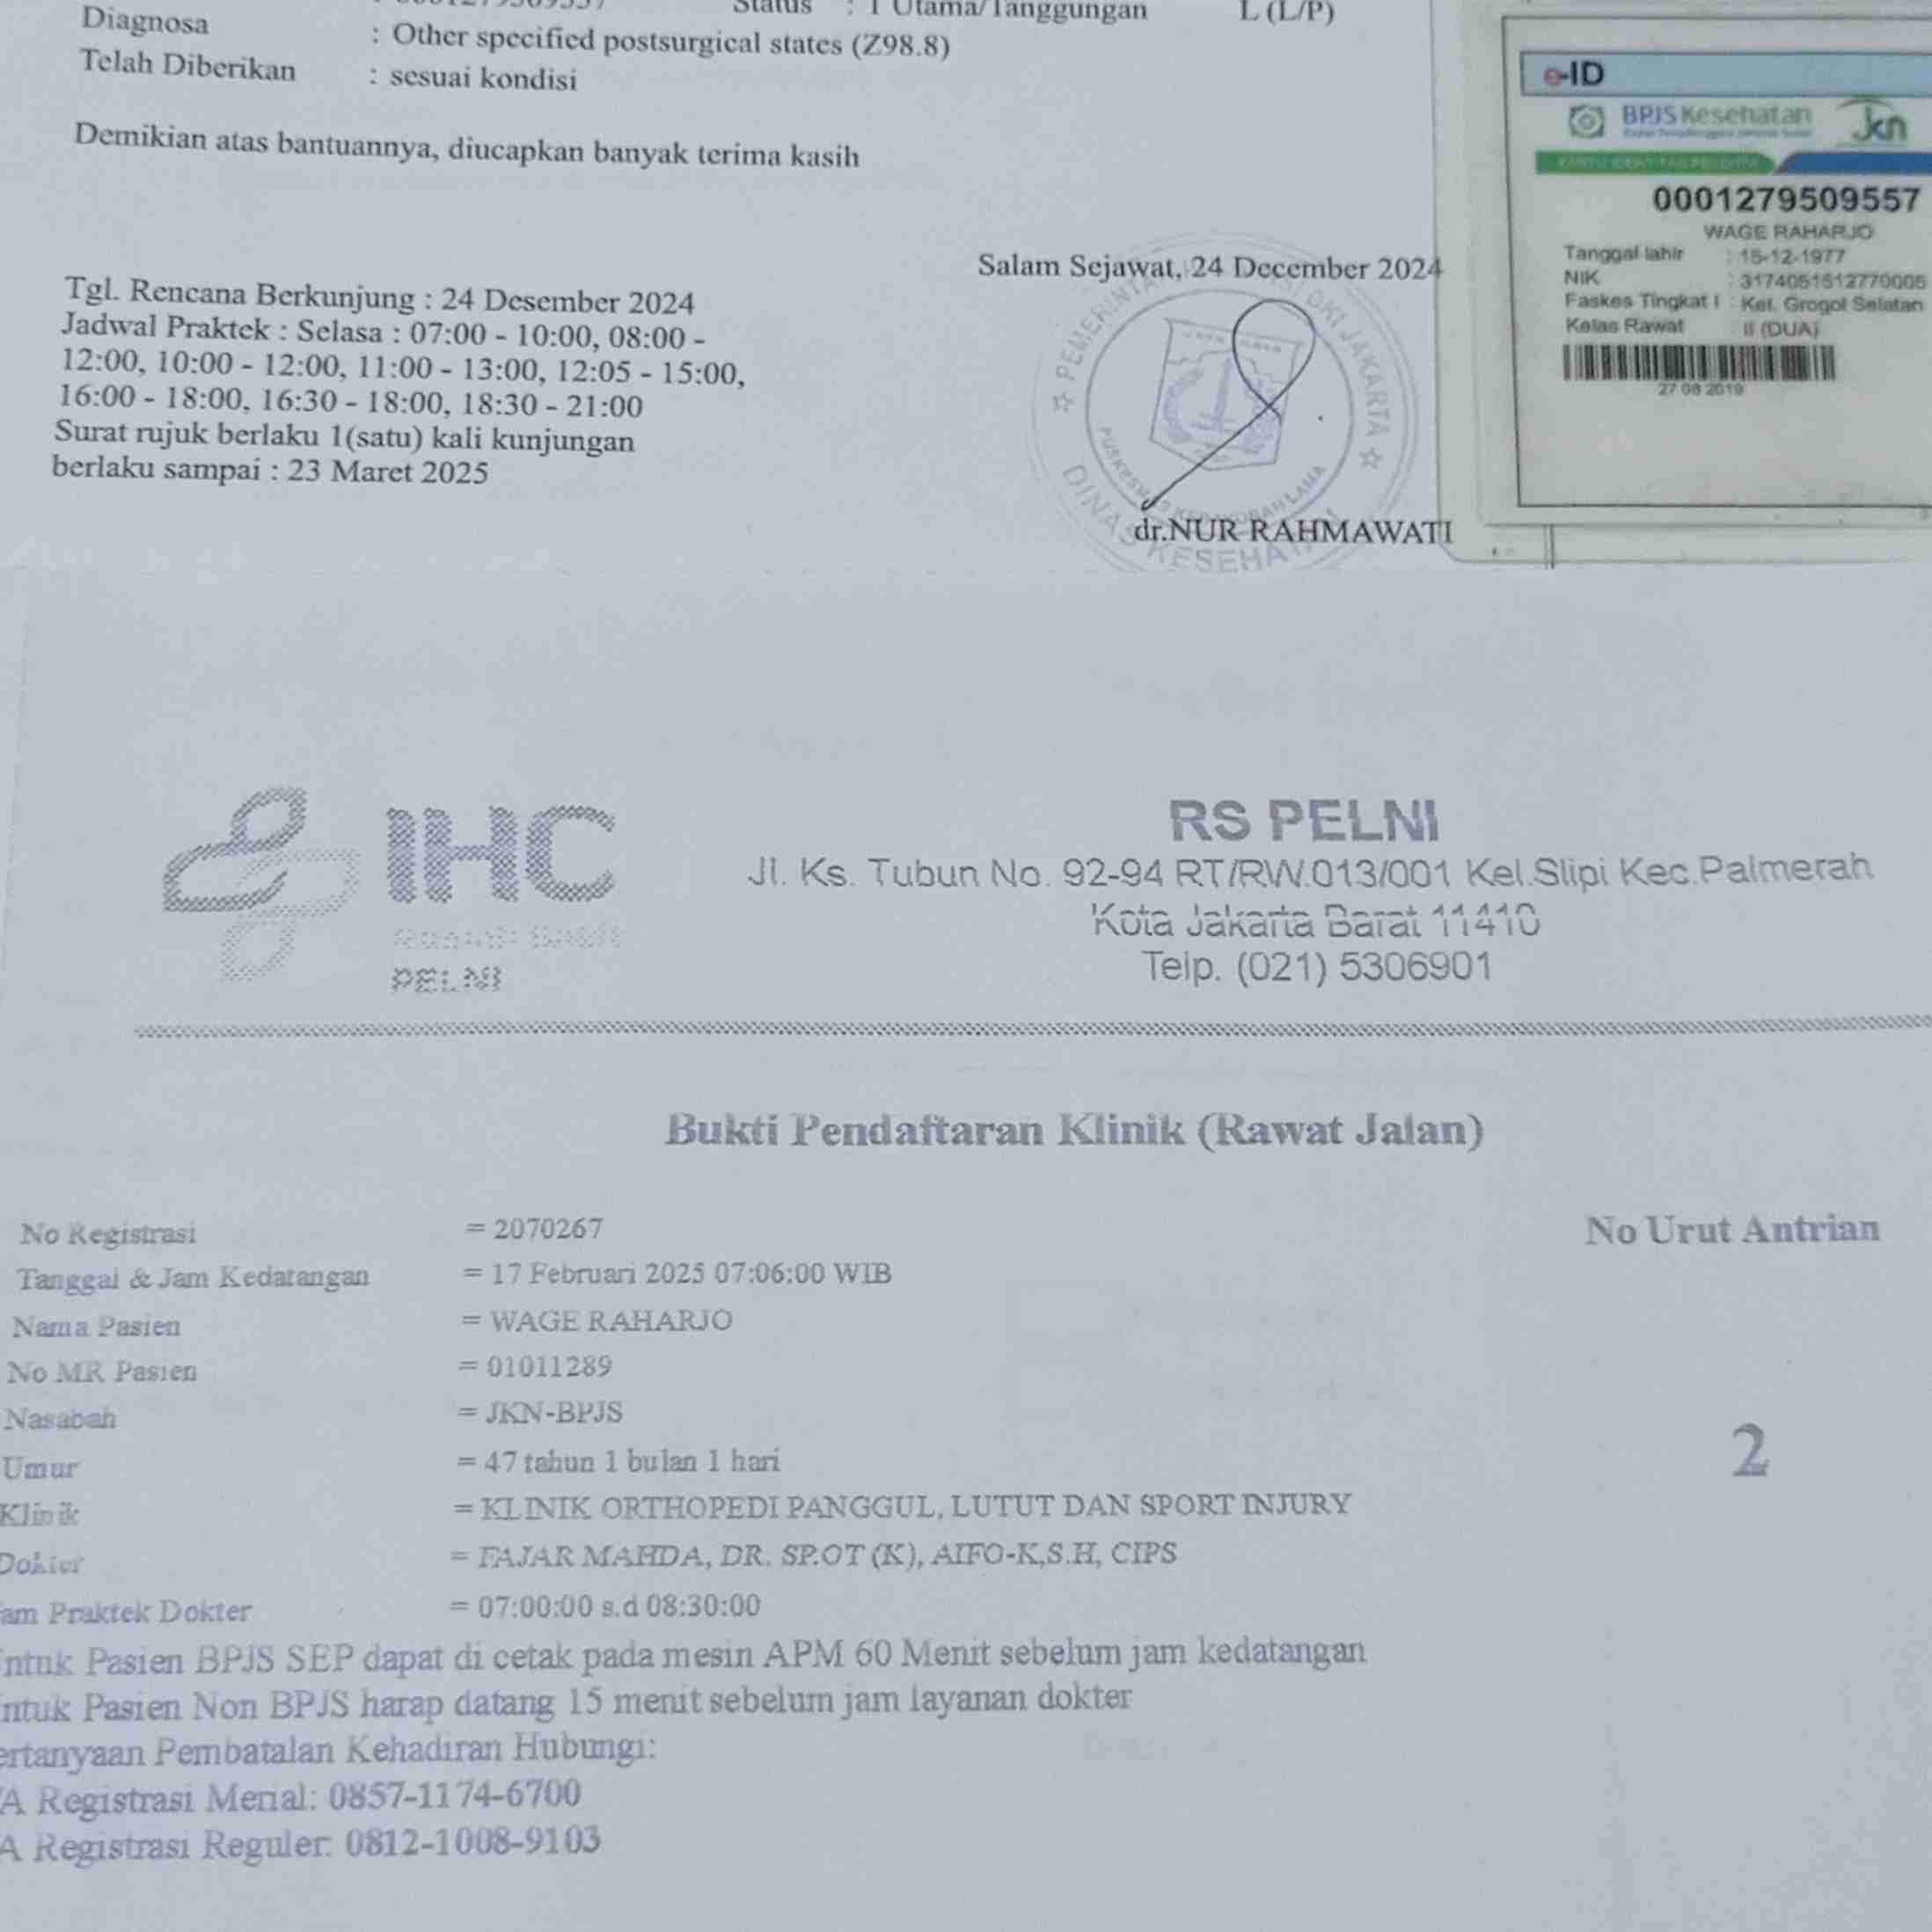 Status : 1 Utama/Tanggungan L (L/P)
Diagnosa : Other specified postsurgical states (Z98.8)
Telah Diberikan : sesuai kondisi
Demikian atas bantuannya, diucapkan banyak terima kasih
Salam Sejawat, 24 December 2024
Tgl. Rencana Berkunjung : 24 Desember 2024
Jadwal Praktek : Selasa : 07:00 - 10:00, 08:00 -
12:00, 10:00 - 12:00, 11:00 - 13:00, 12:05 - 15:00,
16:00 - 18:00, 16:30 - 18:00, 18:30 - 21:00
Surat rujuk berlaku 1(satu) kali kunjungan
berlaku sampai : 23 Maret 2025
DKI JAKARTA
DINAS KESEHATAN
dr.NUR RAHMAWATI
e-ID
BPJS Kesehatan
jkn
0001279509557
WAGE RAHARJO
Tanggal lahir : 15-12-1977
NIK : 3174051512770005
Faskes Tingkat I : Kel. Grogol Selatan
Kelas Rawat II (DUA)
27 08 2019
IHC
PELNI
RS PELNI
Jl. Ks. Tubun No. 92-94 RT/RW.013/001 Kel.Slipi Kec.Palmerah
Kota Jakarta Barat 11410
Telp. (021) 5306901
Bukti Pendaftaran Klinik (Rawat Jalan)
No Registrasi = 2070267
No Urut Antrian
Tanggal & Jam Kedatangan = 17 Februari 2025 07:06:00 WIB
Nama Pasien = WAGE RAHARJO
No MR Pasien = 01011289
Nasabah = JKN-BPJS
2
Umur = 47 tahun 1 bulan 1 hari
Klinik = KLINIK ORTHOPEDI PANGGUL, LUTUT DAN SPORT INJURY
Dokter = FAJAR MAHDA, DR. SP.OT (K), AIFO-K,S.H, CIPS
am Praktek Dokter = 07:00:00 s.d 08:30:00
ntuk Pasien BPJS SEP dapat di cetak pada mesin APM 60 Menit sebelum jam kedatangan
ntuk Pasien Non BPJS harap datang 15 menit sebelum jam layanan dokter
ertanyaan Pembatalan Kehadiran Hubungi:
A Registrasi Merial: 0857-1174-6700
A Registrasi Reguler: 0812-1008-9103